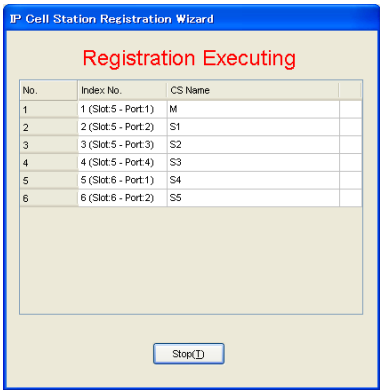 IP Cell Station Registration Wizard
Registration Executing
No. Index No. CS Name
1 1 (Slot:5 - Port:1) M
2 2 (Slot:5 - Port:2) S1
3 3 (Slot:5 - Port:3) S2
4 4 (Slot:5 - Port:4) S3
5 5 (Slot:6 - Port:1) S4
6 6 (Slot:6 - Port:2) S5
Stop(T)